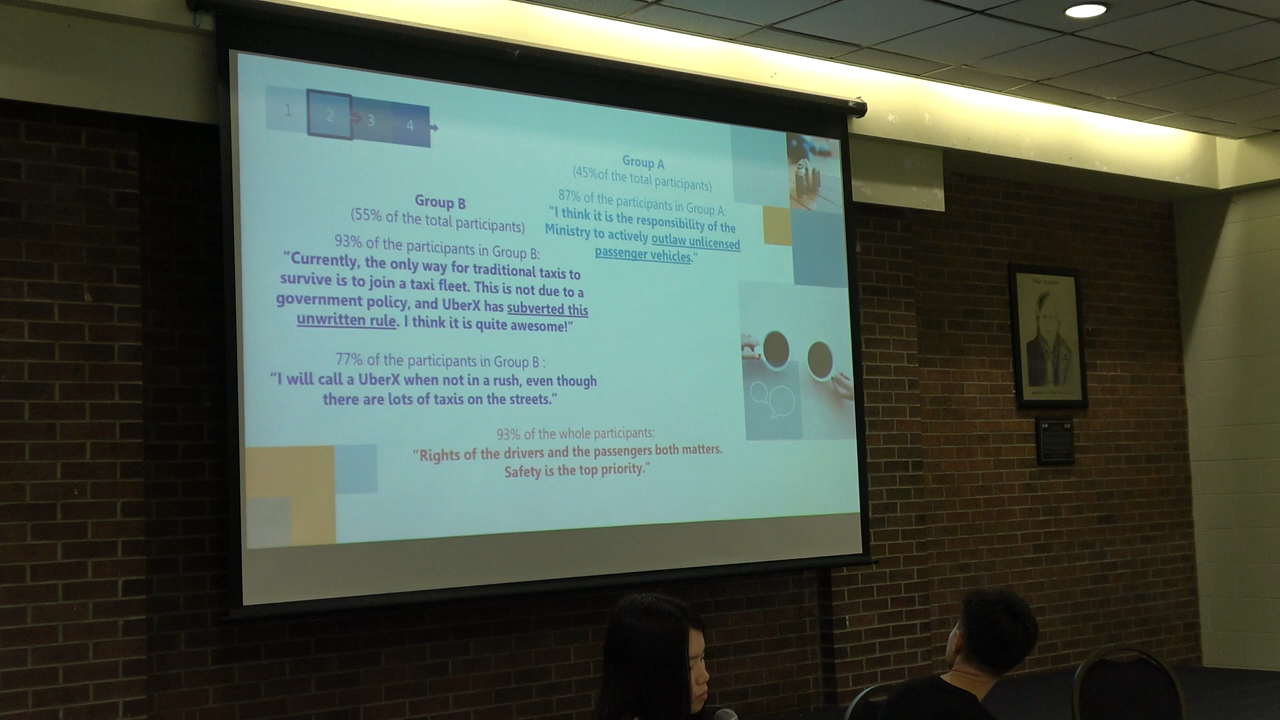 1 2 3 4
Group A
(45%of the total participants)
87% of the participants in Group A:
“I think it is the responsibility of the
Ministry to actively outlaw unlicensed
passenger vehicles.”
Group B
(55% of the total participants)
93% of the participants in Group B:
“Currently, the only way for traditional taxis to
survive is to join a taxi fleet. This is not due to a
government policy, and UberX has subverted this
unwritten rule. I think it is quite awesome!”
77% of the participants in Group B :
“I will call a UberX when not in a rush, even though
there are lots of taxis on the streets.”
93% of the whole participants:
“Rights of the drivers and the passengers both matters.
Safety is the top priority.”